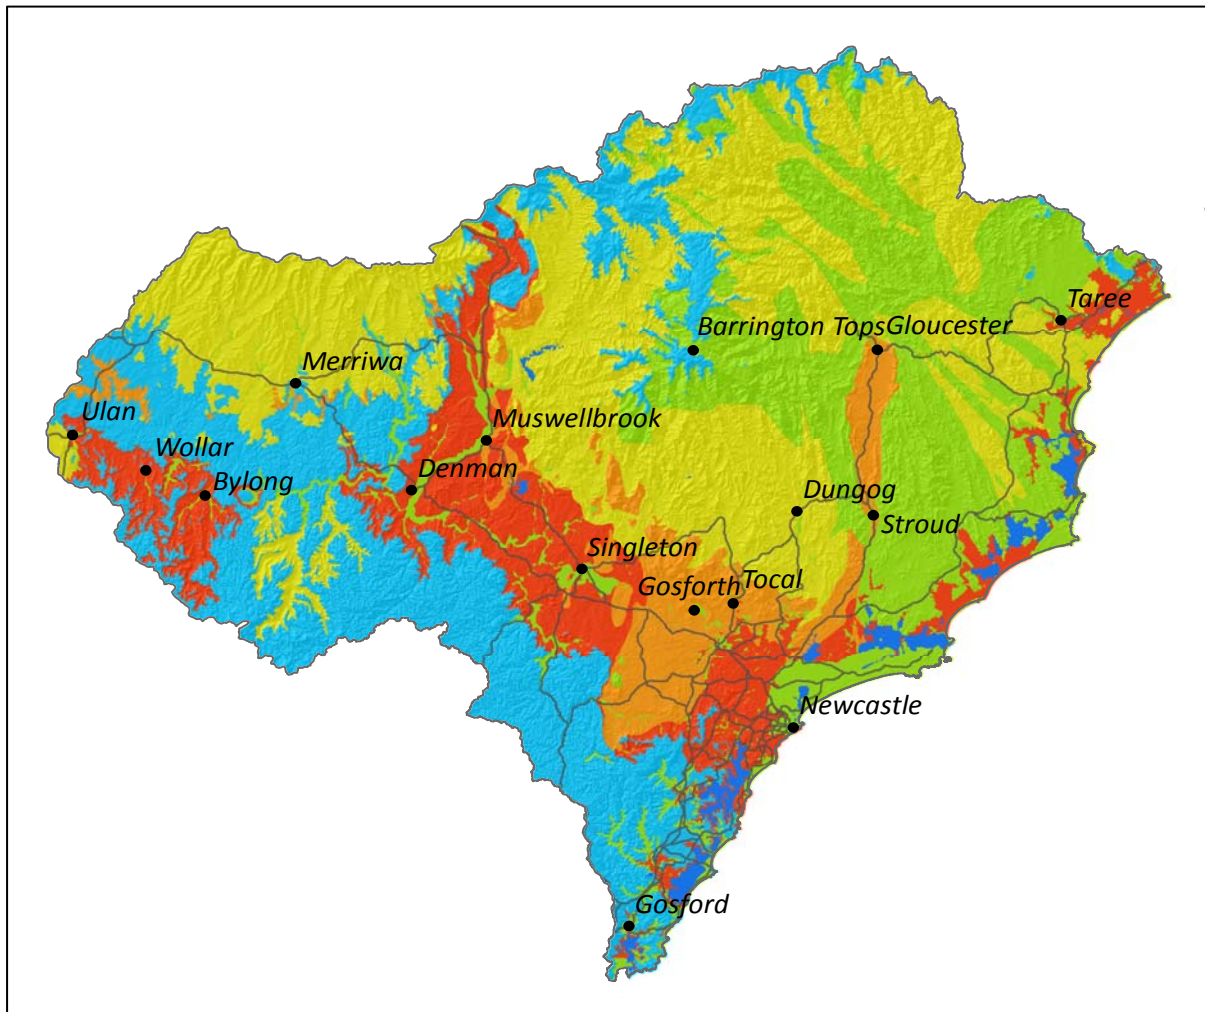 Taree
Barrington Tops
Gloucester
Merriwa
Ulan
Muswellbrook
Wollar
Denman
Bylong
Dungog
Stroud
Singleton
Gosforth
Tocal
Newcastle
Gosford